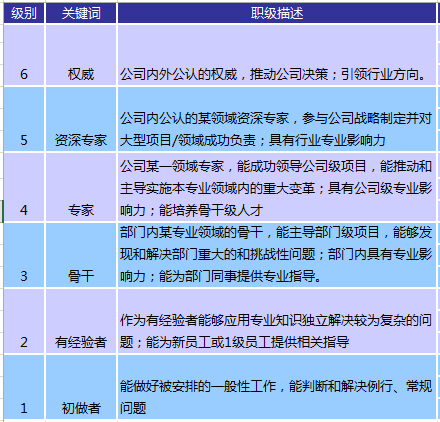 级别 关键词 职级描述
6 权威 公司内外公认的权威，推动公司决策；引领行业方向。
公司内公认的某领域资深专家，参与公司战略制定并对
5 资深专家 大型项目/领域成功负责；具有行业专业影响力
公司某一领域专家，能成功领导公司级项目，能推动和
主导实施本专业领域内的重大变革；具有公司级专业影
4 专家 响力；能培养骨干级人才
部门内某专业领域的骨干，能主导部门级项目，能够发
现和解决部门重大的和挑战性问题；部门内具有专业影
3 骨干 响力；能为部门同事提供专业指导。
作为有经验者能够应用专业知识独立解决较为复杂的问
2 有经验者 题；能为新员工或1级员工提供相关指导
能做好被安排的一般性工作，能判断和解决例行、常规
1 初做者 问题